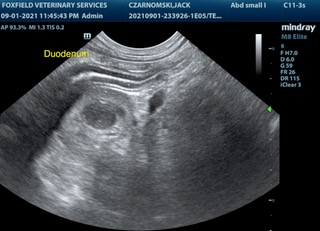 FOXFIELD VETERINARY SERVICES CZARNOMSKI,JACK Abd small I C11-3s
09-01-2021 11:45:43 PM Admin 20210901-233926-1E05/TE...
AP 93.3% MI 1.3 TIS 0.2
mindray
M8 Elite
Duodenum
B
F H7.0
D 6.0
G 59
FR 26
DR 115
iClear 3